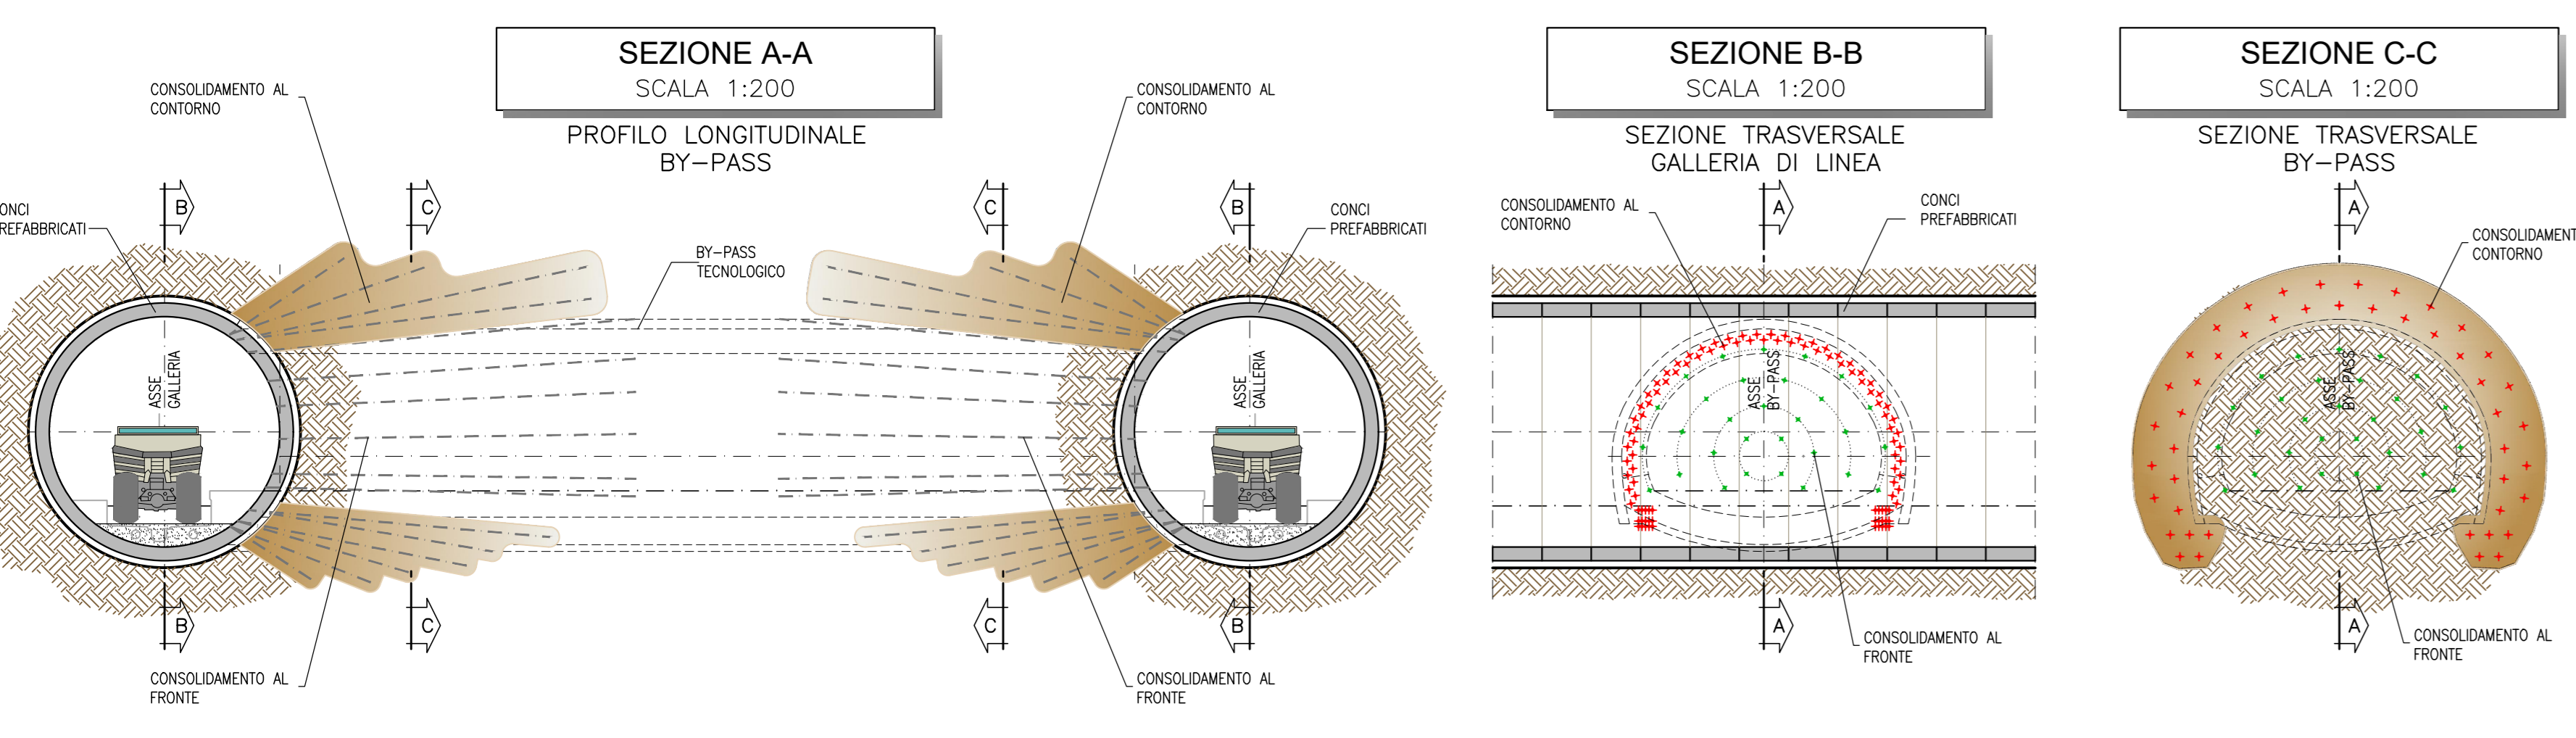 SEZIONE A-A
SCALA 1:200
PROFILO LONGITUDINALE
BY-PASS
CONSOLIDAMENTO AL
CONTORNO
CONSOLIDAMENTO AL
CONTORNO
B
C
C
B
ONCI
REFABBRICATI
BY-PASS
TECNOLOGICO
CONCI
PREFABBRICATI
ASSE
GALLERIA
ASSE
GALLERIA
B
C
C
B
CONSOLIDAMENTO AL
FRONTE
CONSOLIDAMENTO AL
FRONTE
SEZIONE B-B
SCALA 1:200
SEZIONE TRASVERSALE
GALLERIA DI LINEA
CONSOLIDAMENTO AL
CONTORNO
A
CONCI
PREFABBRICATI
ASSE
BY-PASS
A
CONSOLIDAMENTO AL
FRONTE
SEZIONE C-C
SCALA 1:200
SEZIONE TRASVERSALE
BY-PASS
A
CONSOLIDAMENT
CONTORNO
ASSE
BY-PASS
A
CONSOLIDAMENTO AL
FRONTE